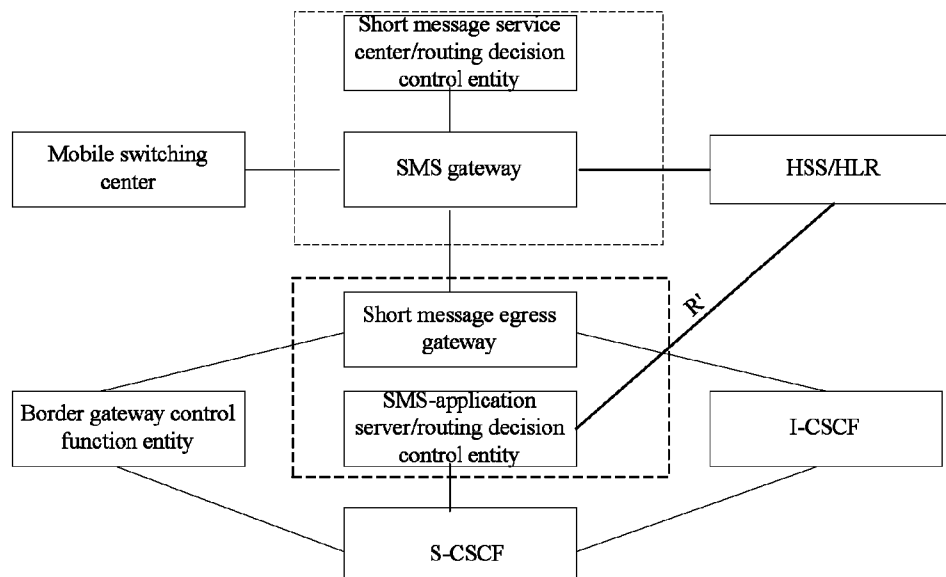 Short message service
center/routing decision
control entity
Mobile switching
center
SMS gateway
HSS/HLR
R'
Short message egress
gateway
Border gateway control
function entity
SMS-application
server/routing decision
control entity
I-CSCF
S-CSCF